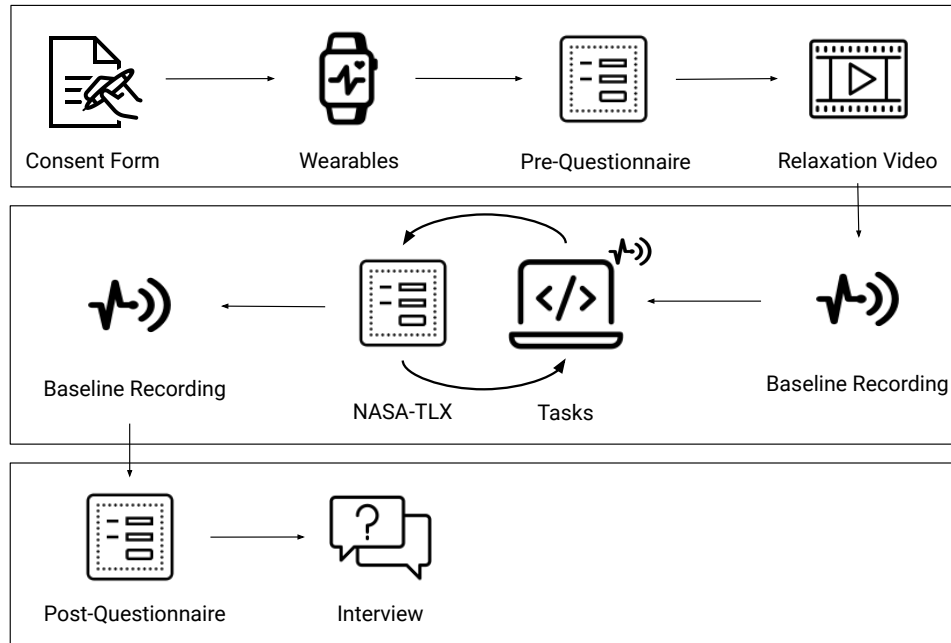 Consent Form
Wearables
Pre-Questionnaire
Relaxation Video
</>
Baseline Recording
NASA-TLX
Tasks
Baseline Recording
?
Post-Questionnaire
Interview